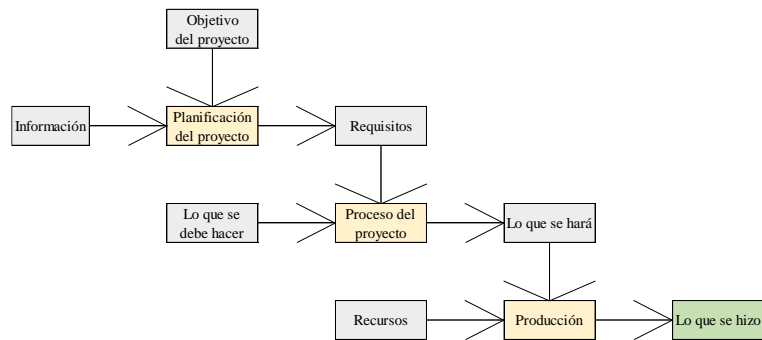 Objetivo
del proyecto
Información
Planificación
del proyecto
Requisitos
Lo que se
debe hacer
Proceso del
proyecto
Lo que se hará
Recursos
Producción
Lo que se hizo